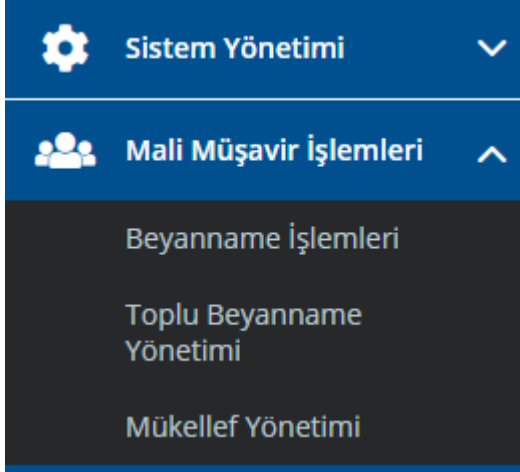 Sistem Yönetimi
Mali Müşavir İşlemleri
Beyanname İşlemleri
Toplu Beyanname
Yönetimi
Mükellef Yönetimi